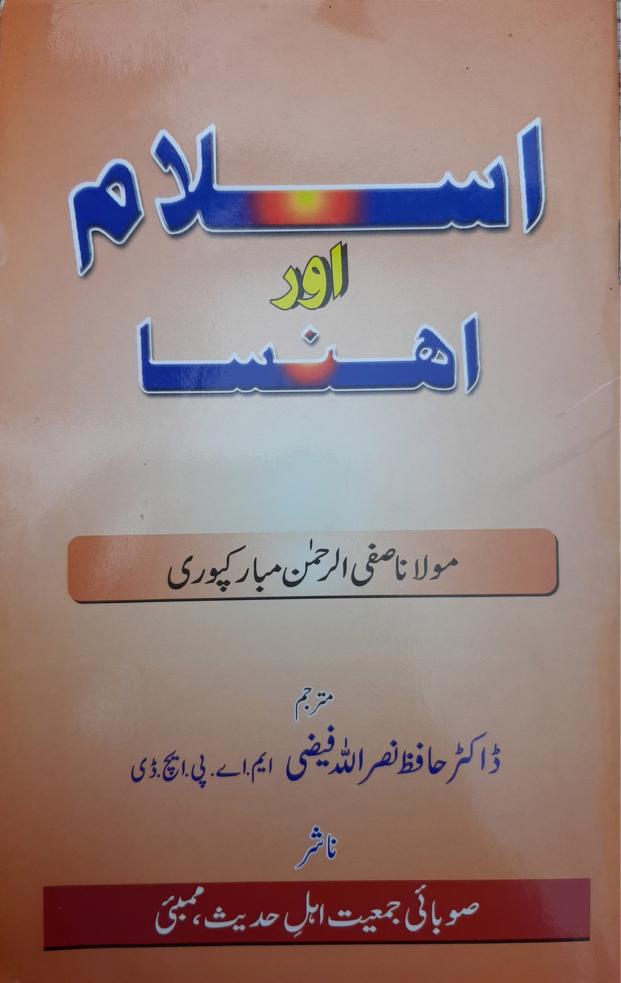 اسلام
اور
اهنسا
مولانا صفی الرحمٰن مبارکپوری
مترجم
ڈاکٹر حافظ نصر اللہ فیضی ایم.اے.پی.ایچ.ڈی
ناشر
صوبائی جمعیت اہلِ حدیث، ممبئی